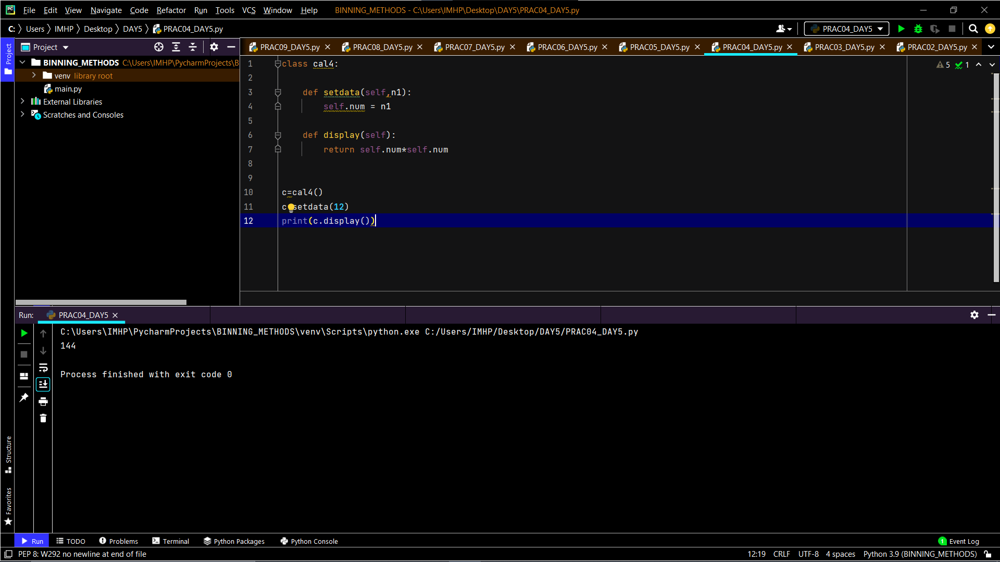 PC File Edit View Navigate Code Refactor Run Tools VCS Window Help BINNING_METHODS - C:\Users\IMHP\Desktop\DAY5\PRAC04_DAY5.py
C: Users IMHP Desktop DAY5 PRAC04_DAY5.py PRAC04_DAY5
Project
Project
PRAC09_DAY5.py PRAC08_DAY5.py PRAC07_DAY5.py PRAC06_DAY5.py PRAC05_DAY5.py PRAC04_DAY5.py PRAC03_DAY5.py PRAC02_DAY5.py
BINNING_METHODS C:\Users\IMHP\PycharmProjects\B
venv library root
main.py
External Libraries
Scratches and Consoles
5 1
1 class cal4:
2
3 def setdata(self,n1):
4 self.num = n1
5
6 def display(self):
7 return self.num*self.num
8
9
10 c=cal4()
11 c setdata(12)
12 print(c.display())
Run: PRAC04_DAY5
C:\Users\IMHP\PycharmProjects\BINNING_METHODS\venv\Scripts\python.exe C:/Users/IMHP/Desktop/DAY5/PRAC04_DAY5.py
144
Process finished with exit code 0
Structure
Favorites
Run TODO Problems Terminal Python Packages Python Console 1 Event Log
PEP 8: W292 no newline at end of file 12:19 CRLF UTF-8 4 spaces Python 3.9 (BINNING_METHODS)